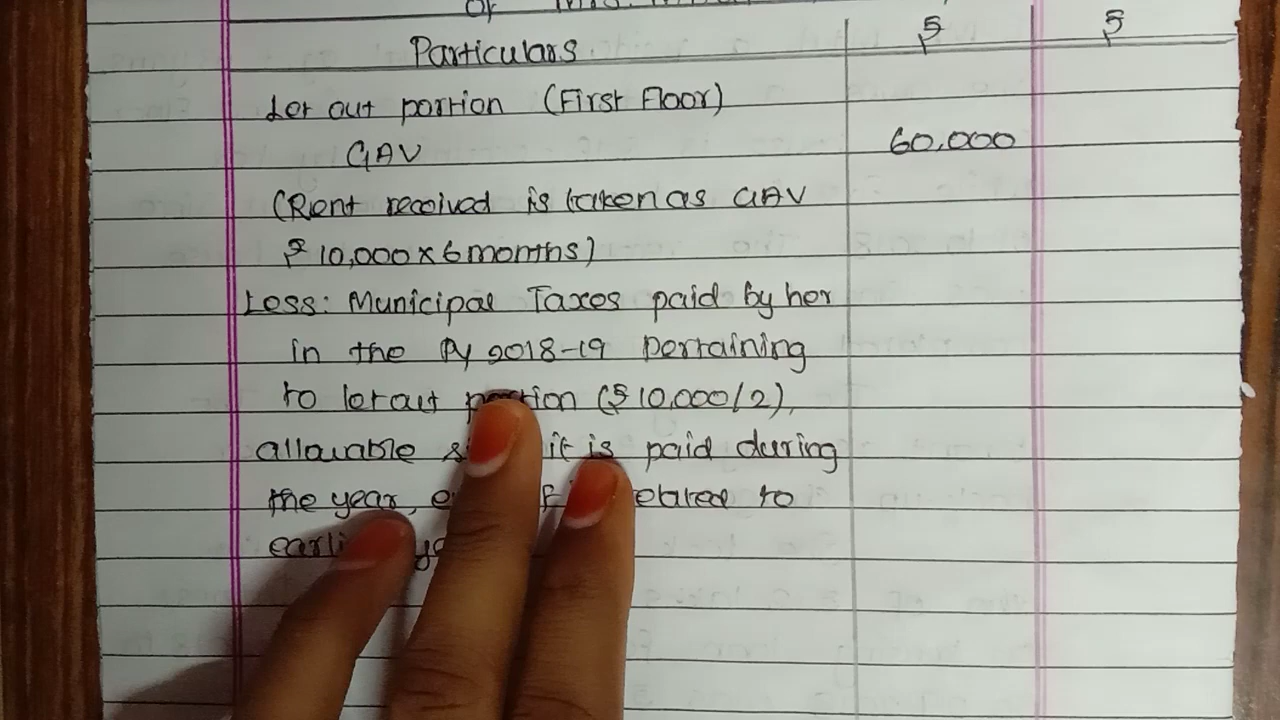 of Mrs.
Particulars ₹ ₹
Let out portion (First Floor)
GAV 60,000
(Rent received is taken as GAV
₹ 10,000 x 6 months)
Less: Municipal Taxes paid by her
in the PY 2018-19 pertaining
to let out portion (₹ 10,000/2),
allowable it is paid during
the year, related to